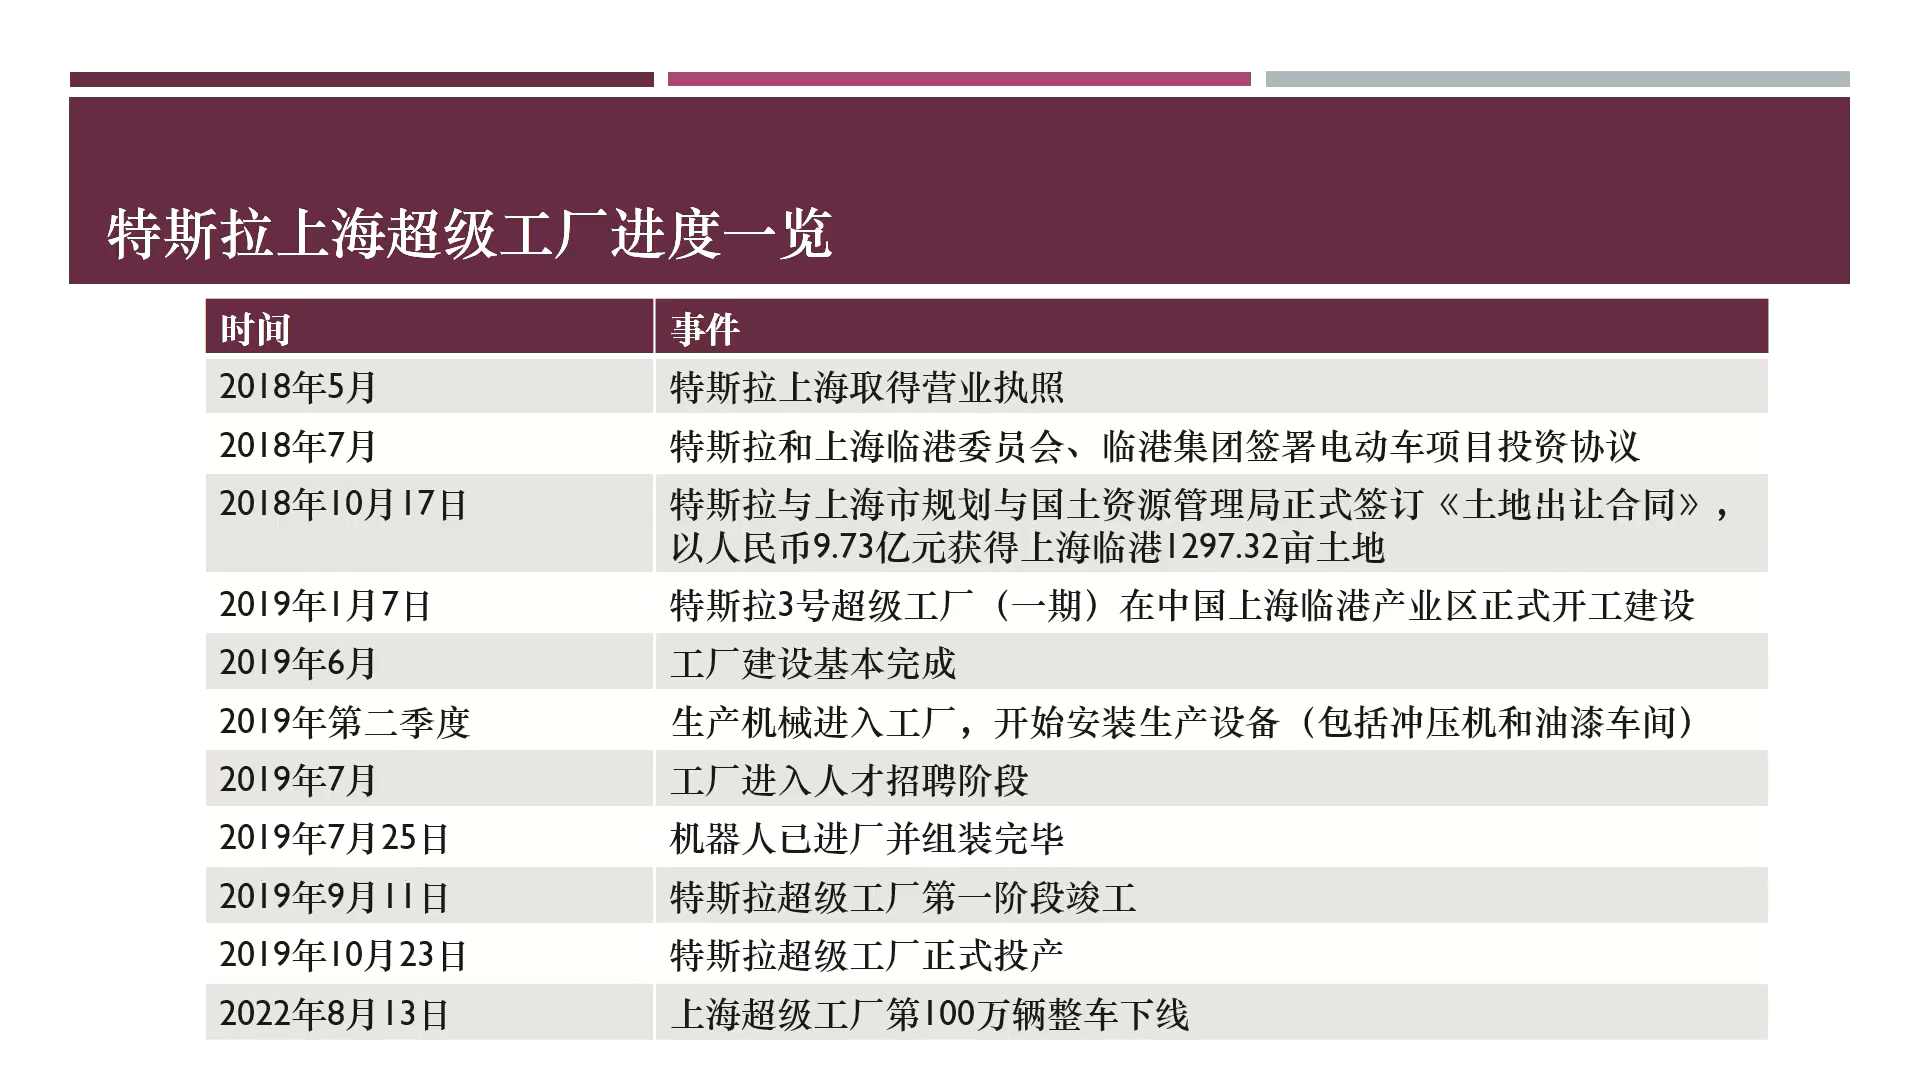 特斯拉上海超级工厂进度一览
时间 事件
2018年5月 特斯拉上海取得营业执照
2018年7月 特斯拉和上海临港委员会、临港集团签署电动车项目投资协议
2018年10月17日 特斯拉与上海市规划与国土资源管理局正式签订《土地出让合同》，
以人民币9.73亿元获得上海临港1297.32亩土地
2019年1月7日 特斯拉3号超级工厂（一期）在中国上海临港产业区正式开工建设
2019年6月 工厂建设基本完成
2019年第二季度 生产机械进入工厂，开始安装生产设备（包括冲压机和油漆车间）
2019年7月 工厂进入人才招聘阶段
2019年7月25日 机器人已进厂并组装完毕
2019年9月11日 特斯拉超级工厂第一阶段竣工
2019年10月23日 特斯拉超级工厂正式投产
2022年8月13日 上海超级工厂第100万辆整车下线